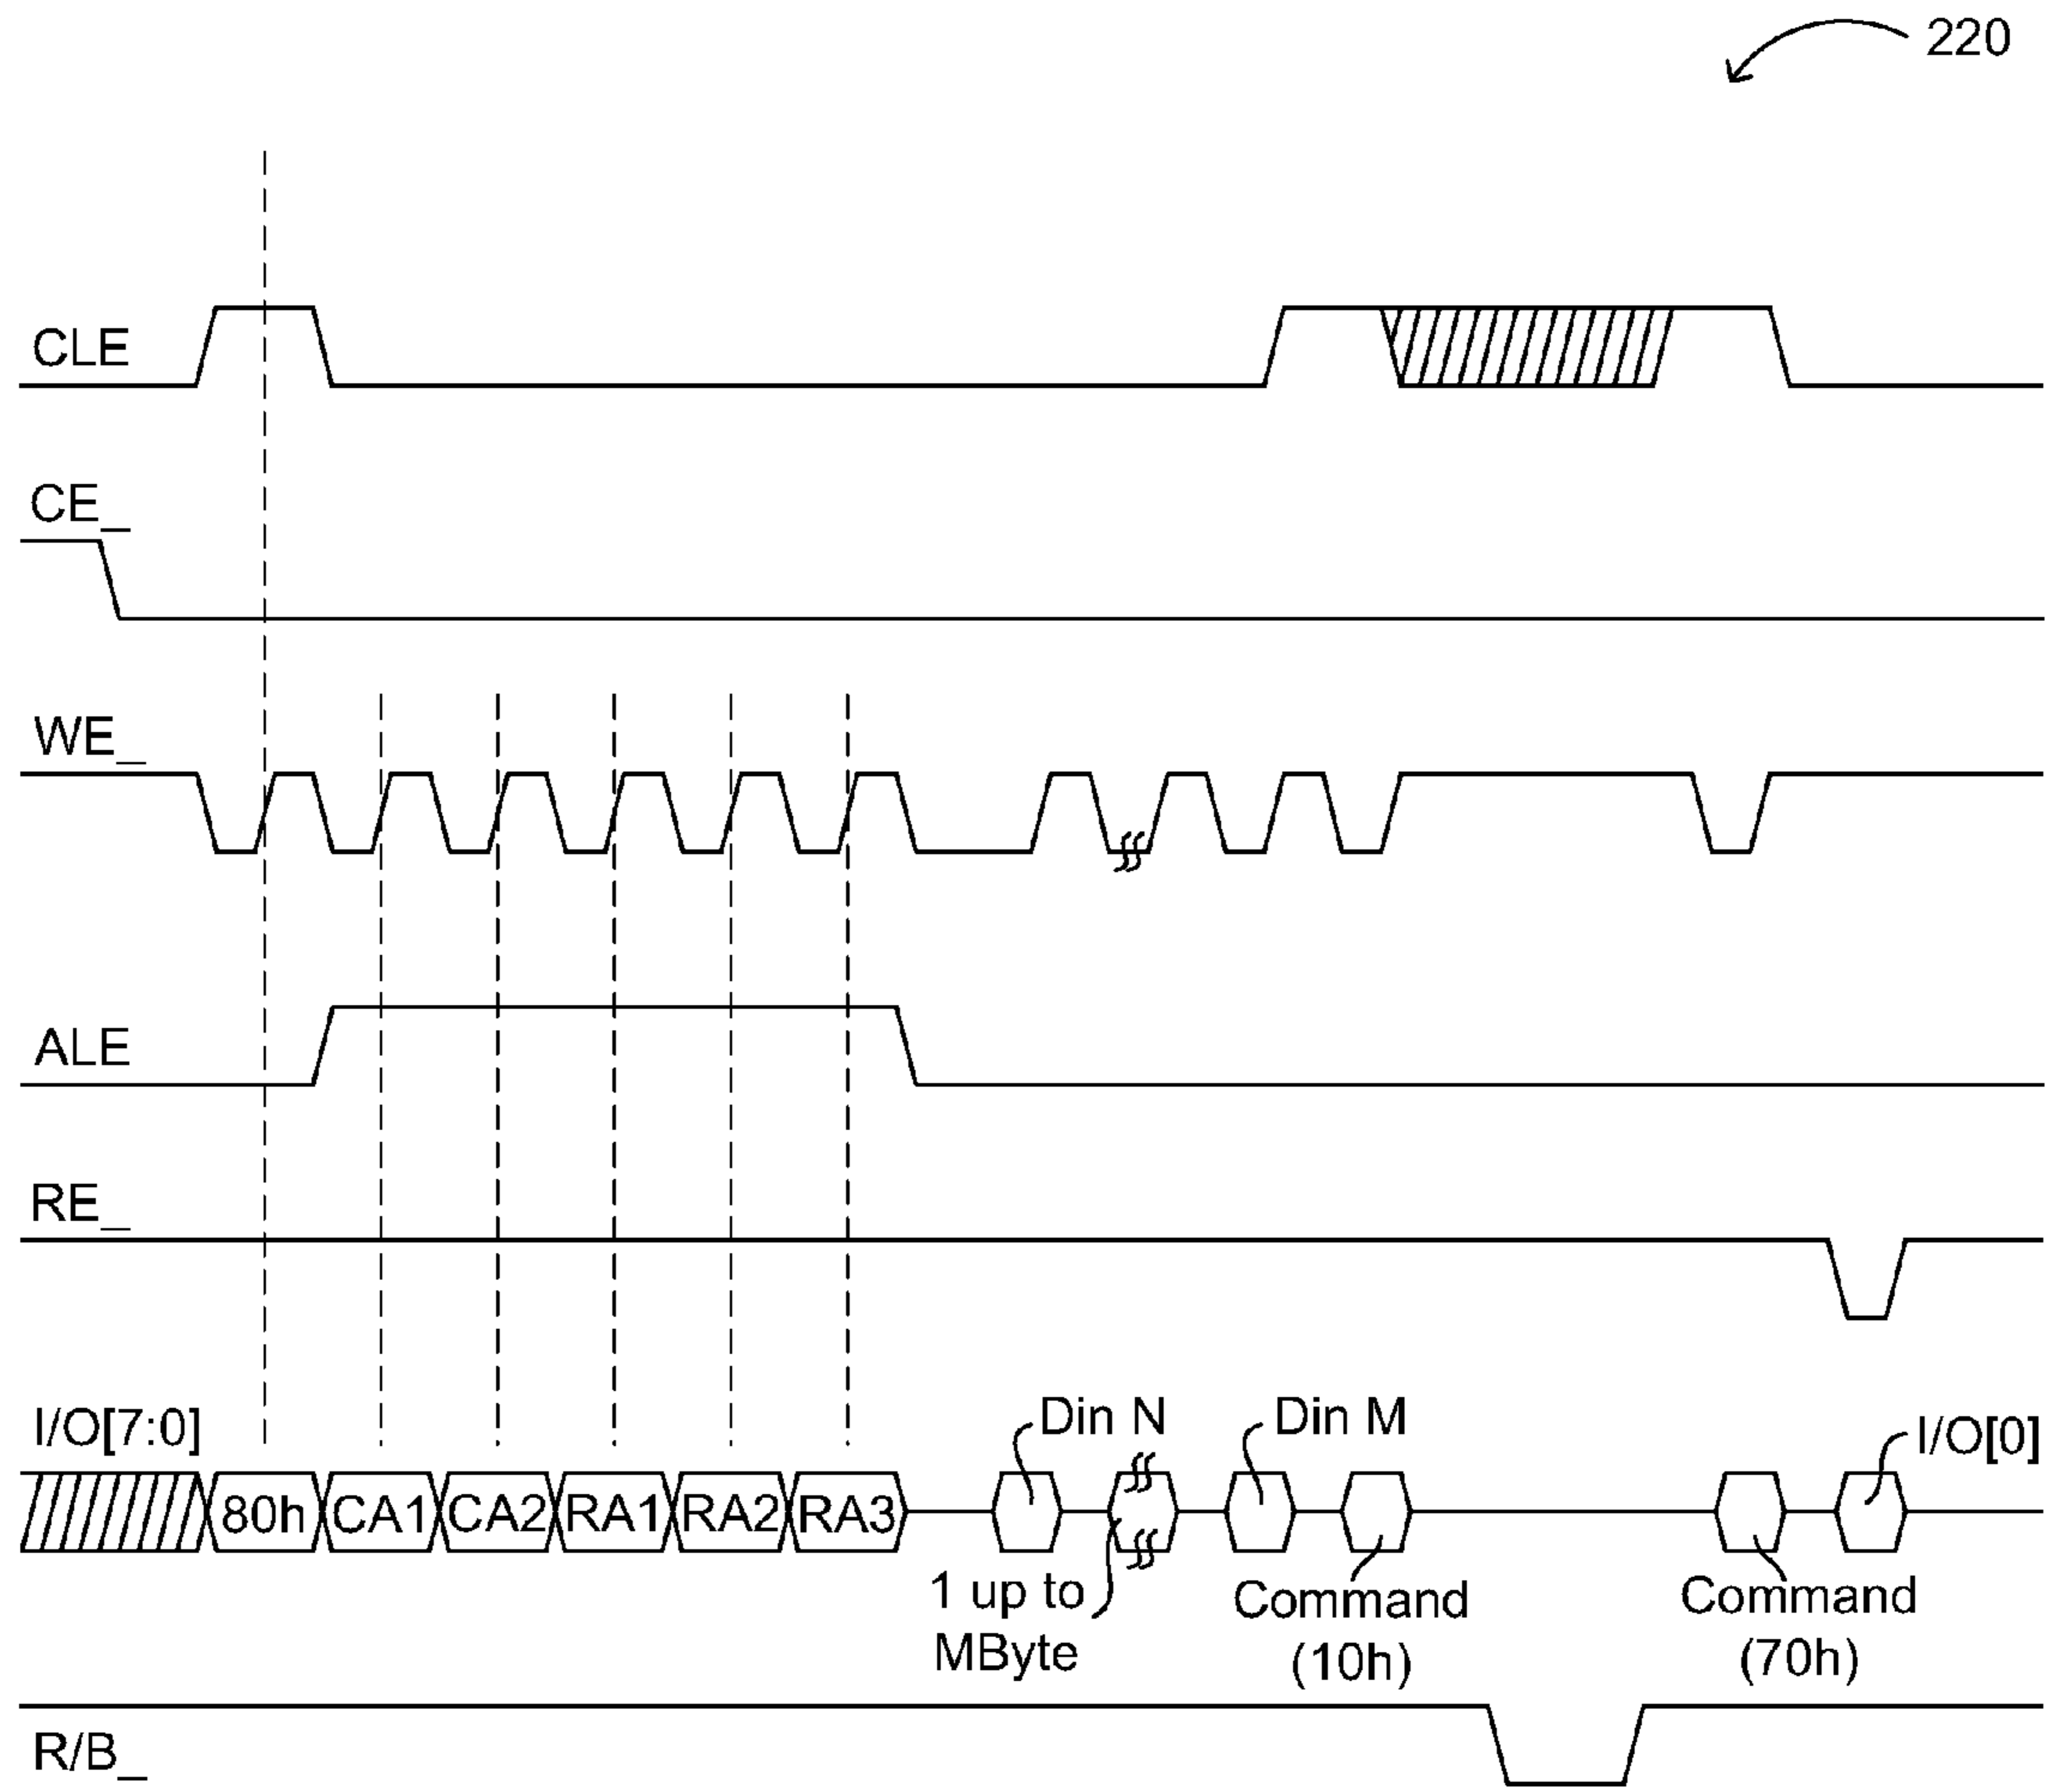 220
CLE
CE_
WE_
ALE
RE_
I/O[7:0]
Din N
Din M
I/O[0]
80h
CA1
CA2
RA1
RA2
RA3
1 up to
MByte
Command
(10h)
Command
(70h)
R/B_